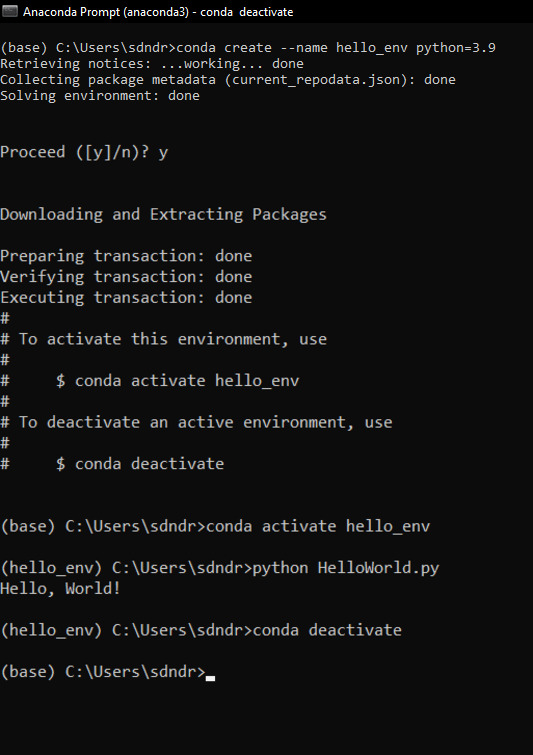 Anaconda Prompt (anaconda3) - conda  deactivate
(base) C:\Users\sdndr>conda create --name hello_env python=3.9
Retrieving notices: ...working... done
Collecting package metadata (current_repodata.json): done
Solving environment: done
Proceed ([y]/n)? y
Downloading and Extracting Packages
Preparing transaction: done
Verifying transaction: done
Executing transaction: done
#
# To activate this environment, use
#
#     $ conda activate hello_env
#
# To deactivate an active environment, use
#
#     $ conda deactivate
(base) C:\Users\sdndr>conda activate hello_env
(hello_env) C:\Users\sdndr>python HelloWorld.py
Hello, World!
(hello_env) C:\Users\sdndr>conda deactivate
(base) C:\Users\sdndr>